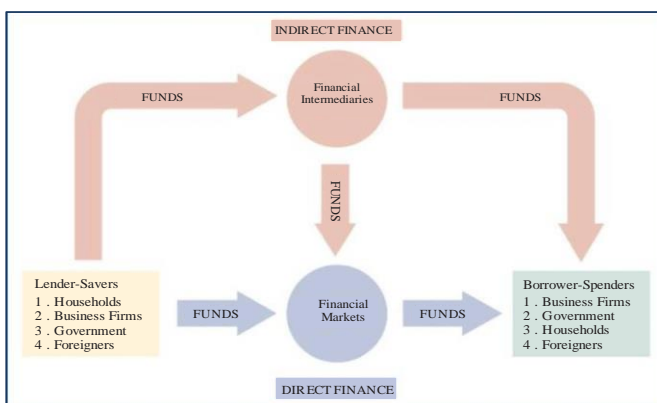 INDIRECT FINANCE
Financial
Intermediaries
FUNDS
FUNDS
FUNDS
Lender-Savers
1 . Households
2 . Business Firms
3 . Government
4 . Foreigners
FUNDS
Financial
Markets
FUNDS
Borrower-Spenders
1 . Business Firms
2 . Government
3 . Households
4 . Foreigners
DIRECT FINANCE